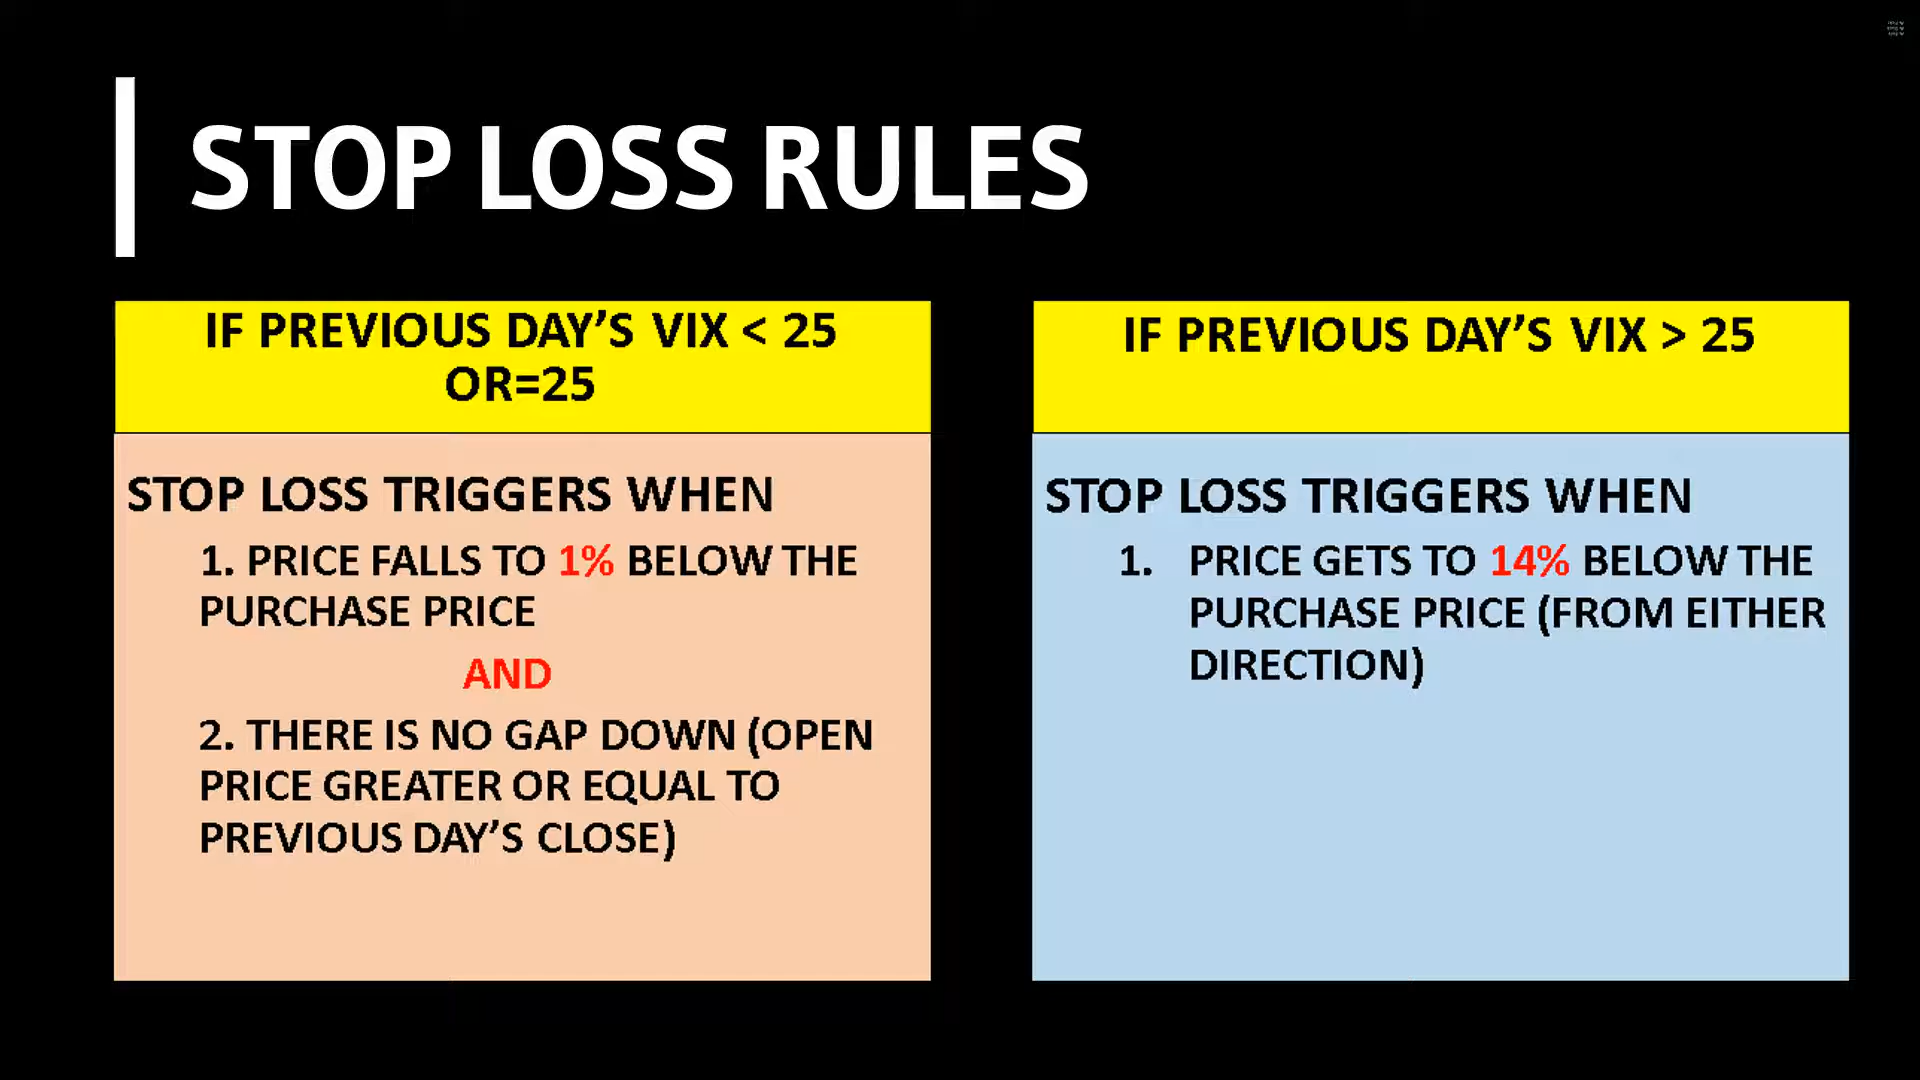 STOP LOSS RULES
IF PREVIOUS DAY’S VIX < 25
OR=25
STOP LOSS TRIGGERS WHEN
1. PRICE FALLS TO 1% BELOW THE
PURCHASE PRICE
AND
2. THERE IS NO GAP DOWN (OPEN
PRICE GREATER OR EQUAL TO
PREVIOUS DAY’S CLOSE)
IF PREVIOUS DAY’S VIX > 25
STOP LOSS TRIGGERS WHEN
1. PRICE GETS TO 14% BELOW THE
PURCHASE PRICE (FROM EITHER
DIRECTION)